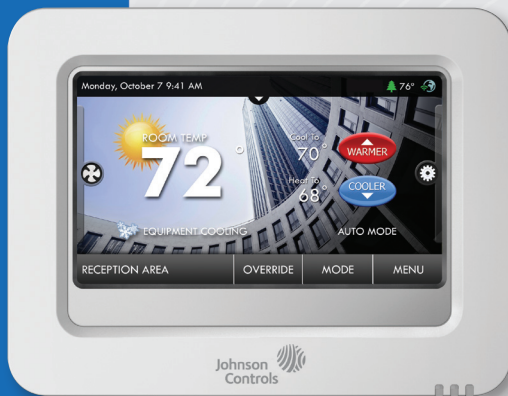 Monday, October 7 9:41 AM
76°
ROOM TEMP
72°
Cool To
70°
WARMER
Heat To
68°
COOLER
EQUIPMENT COOLING
AUTO MODE
RECEPTION AREA
OVERRIDE
MODE
MENU
Johnson
Controls